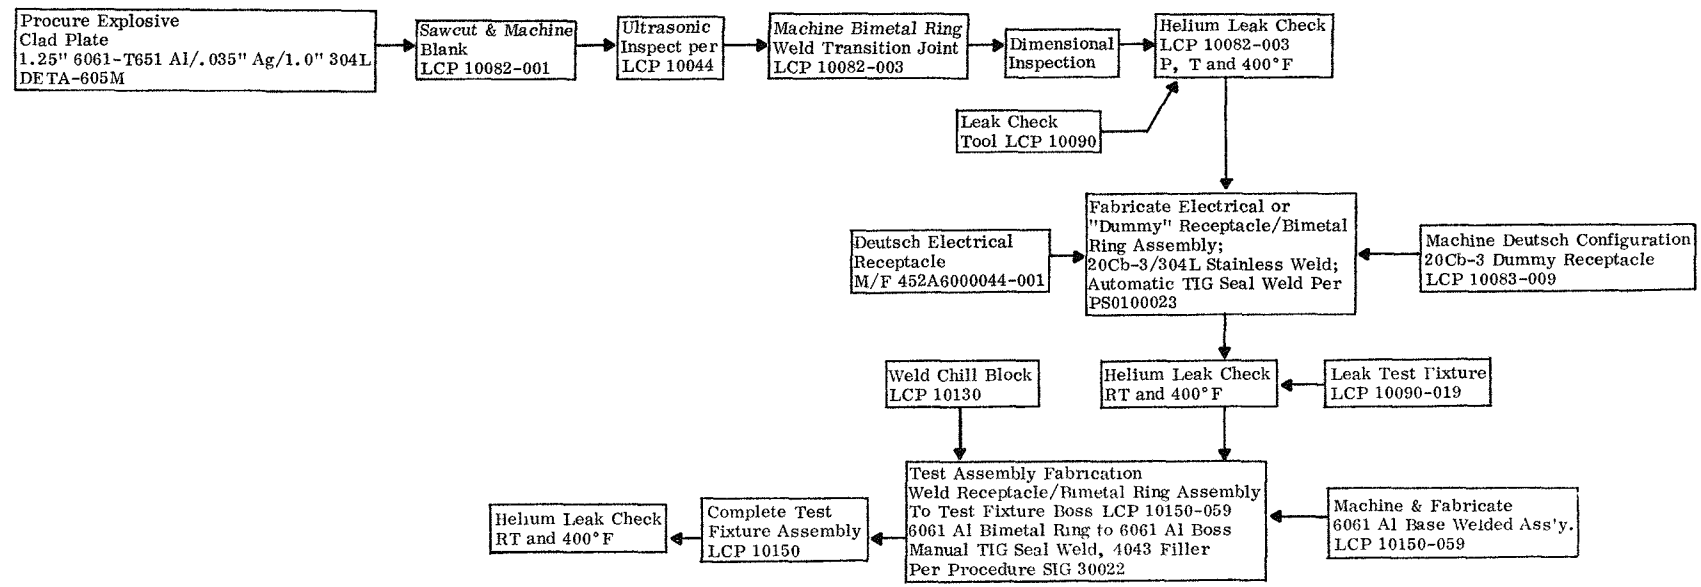 Procure Explosive
Clad Plate
1.25" 6061-T651 Al/.035" Ag/1.0" 304L
DETA-605M
Sawcut & Machine
Blank
LCP 10082-001
Ultrasonic
Inspect per
LCP 10044
Machine Bimetal Ring
Weld Transition Joint
LCP 10082-003
Dimensional
Inspection
Helium Leak Check
LCP 10082-003
P, T and 400°F
Leak Check
Tool LCP 10090
Deutsch Electrical
Receptacle
M/F 452A6000044-001
Fabricate Electrical or
"Dummy" Receptacle/Bimetal
Ring Assembly;
20Cb-3/304L Stainless Weld;
Automatic TIG Seal Weld Per
PS0100023
Machine Deutsch Configuration
20Cb-3 Dummy Receptacle
LCP 10083-009
Weld Chill Block
LCP 10130
Helium Leak Check
RT and 400°F
Leak Test Fixture
LCP 10090-019
Helium Leak Check
RT and 400°F
Complete Test
Fixture Assembly
LCP 10150
Test Assembly Fabrication
Weld Receptacle/Bimetal Ring Assembly
To Test Fixture Boss LCP 10150-059
6061 Al Bimetal Ring to 6061 Al Boss
Manual TIG Seal Weld, 4043 Filler
Per Procedure SIG 30022
Machine & Fabricate
6061 Al Base Welded Ass'y.
LCP 10150-059